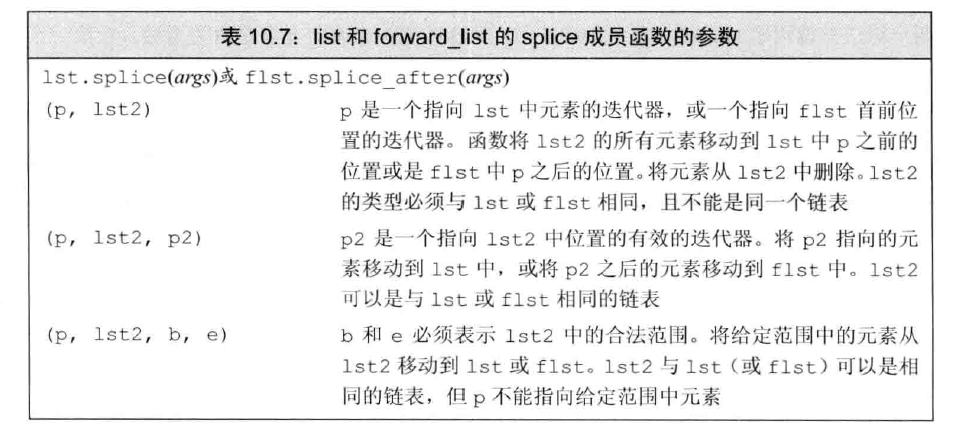 表 10.7：list 和 forward_list 的 splice 成员函数的参数
lst.splice(args)或 flst.splice_after(args)
(p, lst2)
p 是一个指向 lst 中元素的迭代器，或一个指向 flst 首前位
置的迭代器。函数将 lst2 的所有元素移动到 lst 中 p 之前的
位置或是 flst 中 p 之后的位置。将元素从 lst2 中删除。lst2
的类型必须与 lst 或 flst 相同，且不能是同一个链表
(p, lst2, p2)
p2 是一个指向 lst2 中位置的有效的迭代器。将 p2 指向的元
素移动到 lst 中，或将 p2 之后的元素移动到 flst 中。lst2
可以是与 lst 或 flst 相同的链表
(p, lst2, b, e)
b 和 e 必须表示 lst2 中的合法范围。将给定范围中的元素从
lst2 移动到 lst 或 flst。lst2 与 lst（或 flst）可以是相
同的链表，但 p 不能指向给定范围中元素